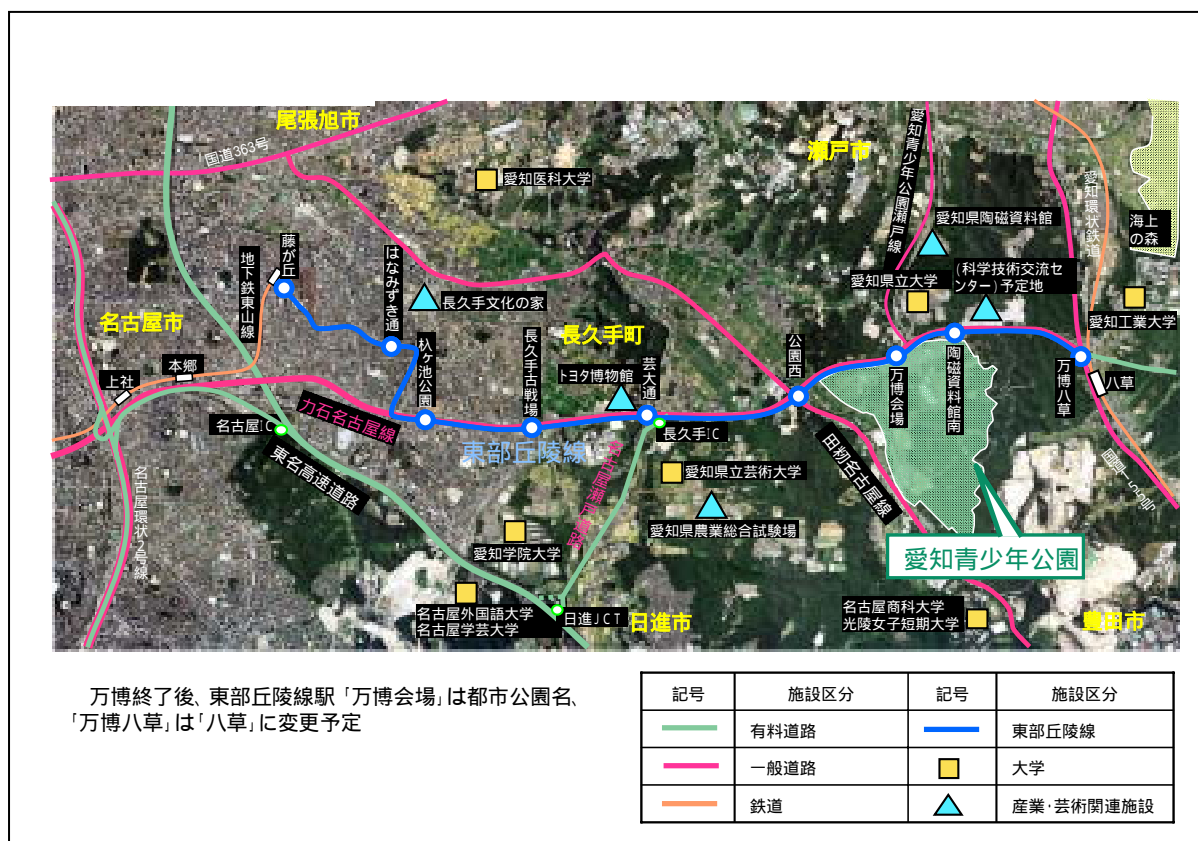 尾張旭市
国道363号
愛知医科大学
瀬戸市
愛知青少年公園瀬戸線
愛知環状鉄道
愛知県陶磁資料館
海上
の森
(科学技術交流セ
ンター)予定地
愛知県立大学
愛知工業大学
藤が丘
地下鉄東山線
はなみずき通
長久手文化の家
名古屋市
長久手町
本郷
上社
杁ヶ池公園
長久手古戦場
トヨタ博物館
芸大通
公園西
万博会場
陶磁資料館南
万博八草
八草
力石名古屋線
名古屋IC
東部丘陵線
長久手IC
東名高速道路
名古屋瀬戸道路
田籾名古屋線
国道155号
名古屋環状2号線
愛知県立芸術大学
愛知県農業総合試験場
愛知学院大学
愛知青少年公園
名古屋外国語大学
名古屋学芸大学
日進JCT
日進市
名古屋商科大学
光陵女子短期大学
豊田市
万博終了後、東部丘陵線駅「万博会場」は都市公園名、
「万博八草」は「八草」に変更予定
記号 施設区分 記号 施設区分
有料道路 東部丘陵線
一般道路 大学
鉄道 産業・芸術関連施設